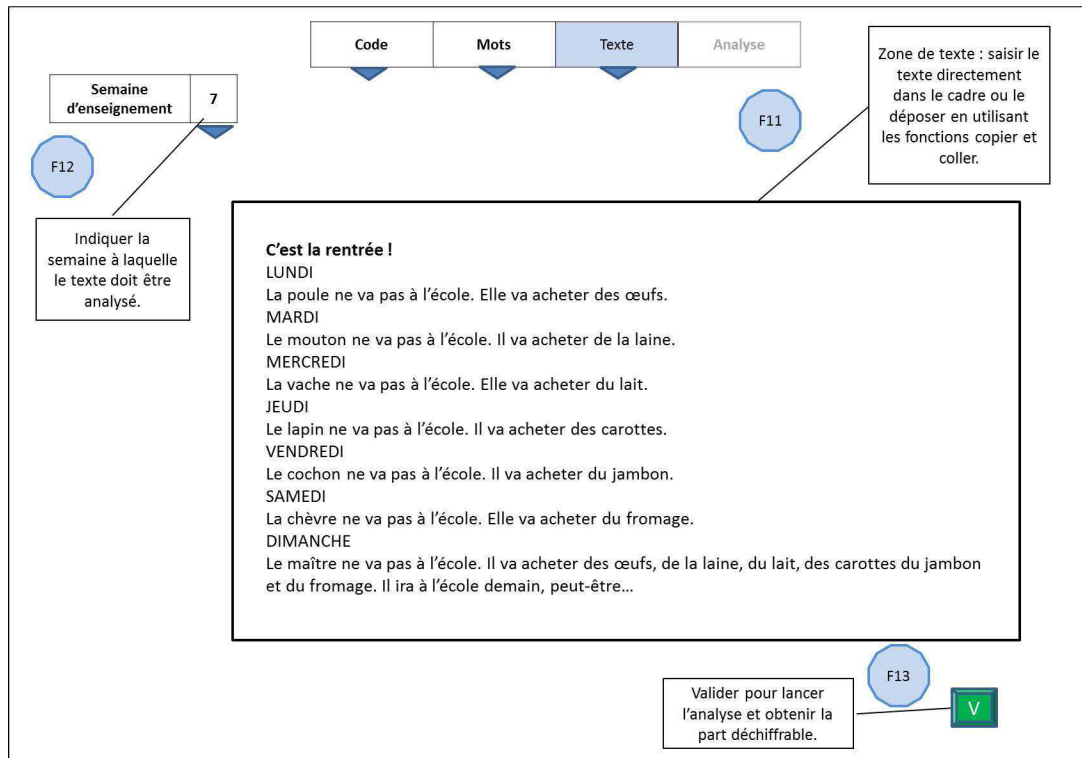 Code Mots Texte Analyse
Semaine
d'enseignement 7
F12
F11
Zone de texte : saisir le
texte directement
dans le cadre ou le
déposer en utilisant
les fonctions copier et
coller.
Indiquer la
semaine à laquelle
le texte doit être
analysé.
C'est la rentrée !
LUNDI
La poule ne va pas à l'école. Elle va acheter des œufs.
MARDI
Le mouton ne va pas à l'école. Il va acheter de la laine.
MERCREDI
La vache ne va pas à l'école. Elle va acheter du lait.
JEUDI
Le lapin ne va pas à l'école. Il va acheter des carottes.
VENDREDI
Le cochon ne va pas à l'école. Il va acheter du jambon.
SAMEDI
La chèvre ne va pas à l'école. Elle va acheter du fromage.
DIMANCHE
Le maître ne va pas à l'école. Il va acheter des œufs, de la laine, du lait, des carottes du jambon
et du fromage. Il ira à l'école demain, peut-être…
F13
Valider pour lancer
l'analyse et obtenir la
part déchiffrable.
V